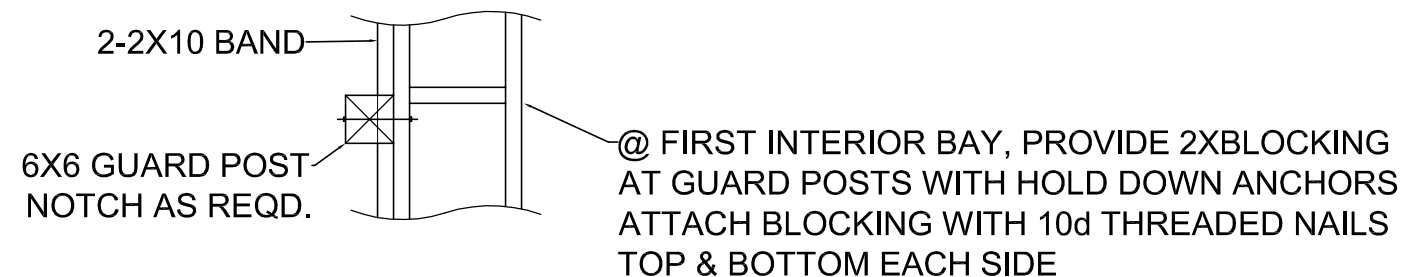 2-2X10 BAND
6X6 GUARD POST
NOTCH AS REQD.
@ FIRST INTERIOR BAY, PROVIDE 2XBLOCKING
AT GUARD POSTS WITH HOLD DOWN ANCHORS
ATTACH BLOCKING WITH 10d THREADED NAILS
TOP & BOTTOM EACH SIDE